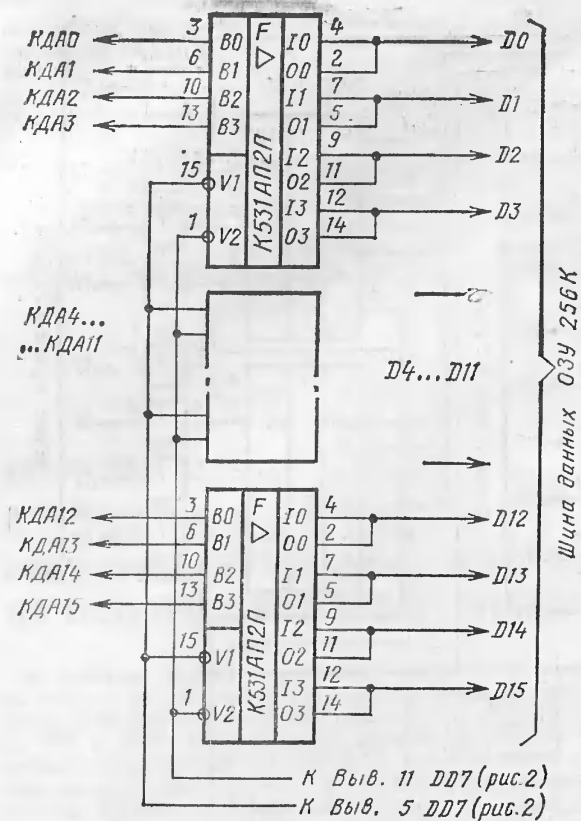 КДА0 3 B0 F I0 4 D0
O0 2
КДА1 6 B1 I1 7 D1
КДА2 10 B2 O1 5
КДА3 13 B3 I2 9 D2
O2 11
15 V1 I3 12 D3
1 V2 O3 14
К531АП2П
КДА4...
...КДА11
D4...D11
Шина данных ОЗУ 256К
КДА12 3 B0 F I0 4 D12
КДА13 6 B1 O0 2
КДА14 10 B2 I1 7 D13
КДА15 13 B3 O1 5
I2 9 D14
15 V1 O2 11
I3 12 D15
1 V2 O3 14
К531АП2П
К Выв. 11 DD7 (рис.2)
К Выв. 5 DD7 (рис.2)